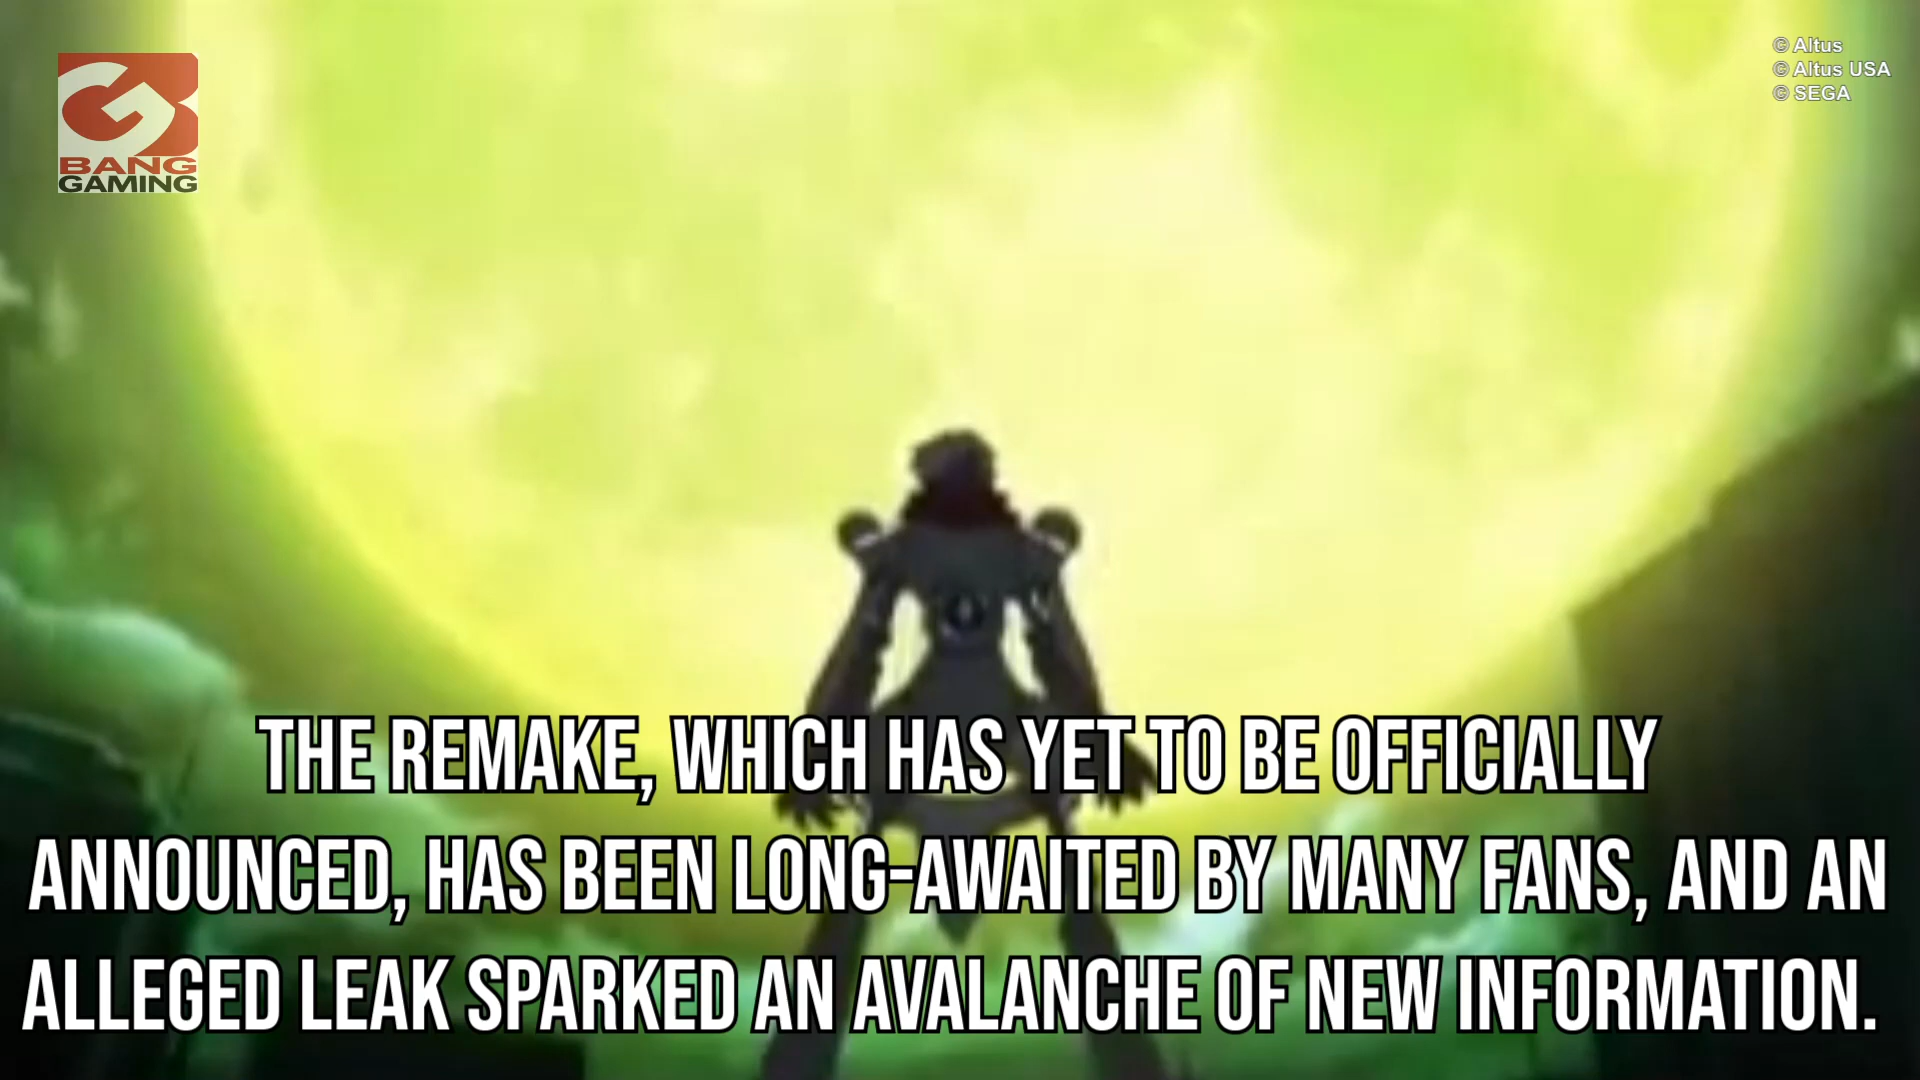 BANG
GAMING
© Altus
© Altus USA
© SEGA
THE REMAKE, WHICH HAS YET TO BE OFFICIALLY
ANNOUNCED, HAS BEEN LONG-AWAITED BY MANY FANS, AND AN
ALLEGED LEAK SPARKED AN AVALANCHE OF NEW INFORMATION.